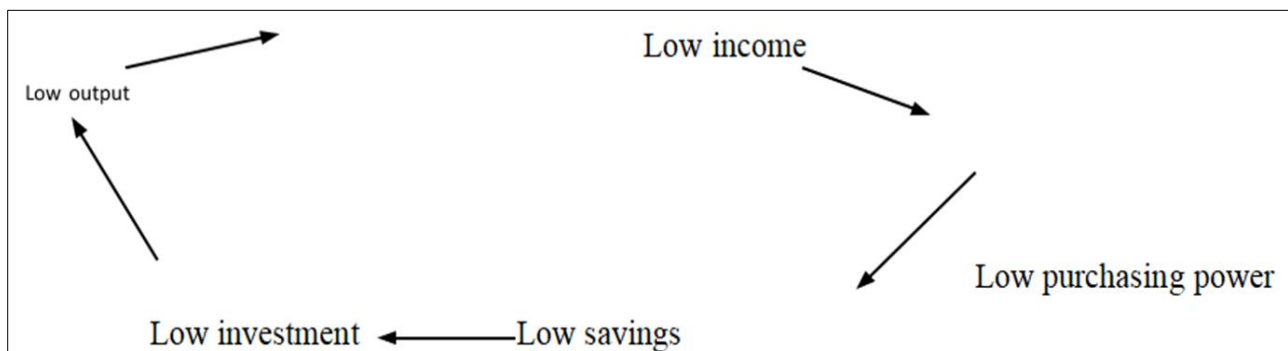 Low income
Low output
Low purchasing power
Low investment
Low savings